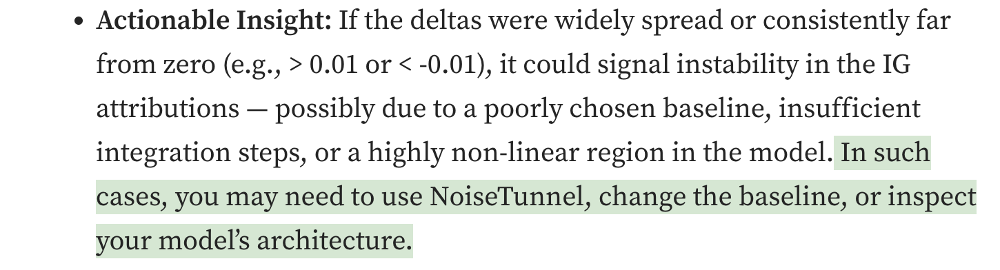 • Actionable Insight: If the deltas were widely spread or consistently far
from zero (e.g., > 0.01 or < -0.01), it could signal instability in the IG
attributions — possibly due to a poorly chosen baseline, insufficient
integration steps, or a highly non-linear region in the model. In such
cases, you may need to use NoiseTunnel, change the baseline, or inspect
your model’s architecture.